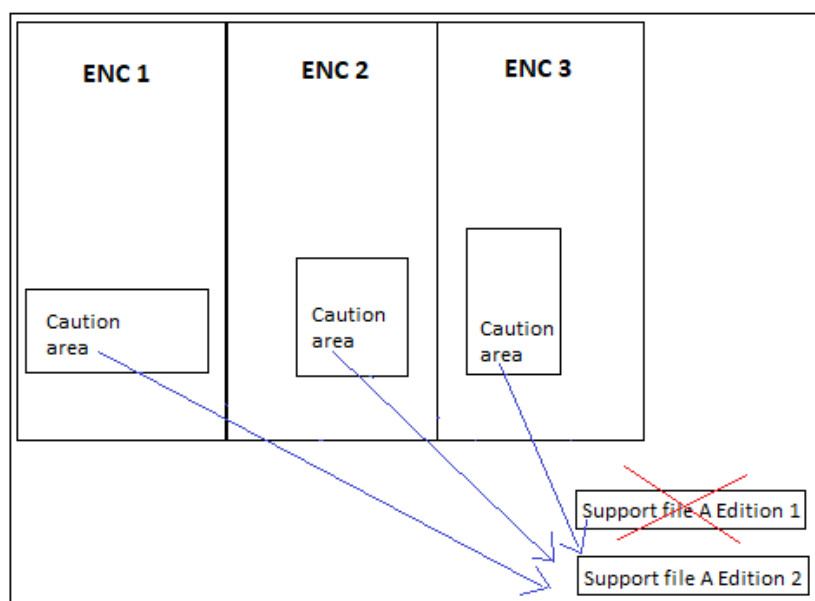 ENC 1
ENC 2
ENC 3
Caution
area
Caution
area
Caution
area
Support file A Edition 1
Support file A Edition 2